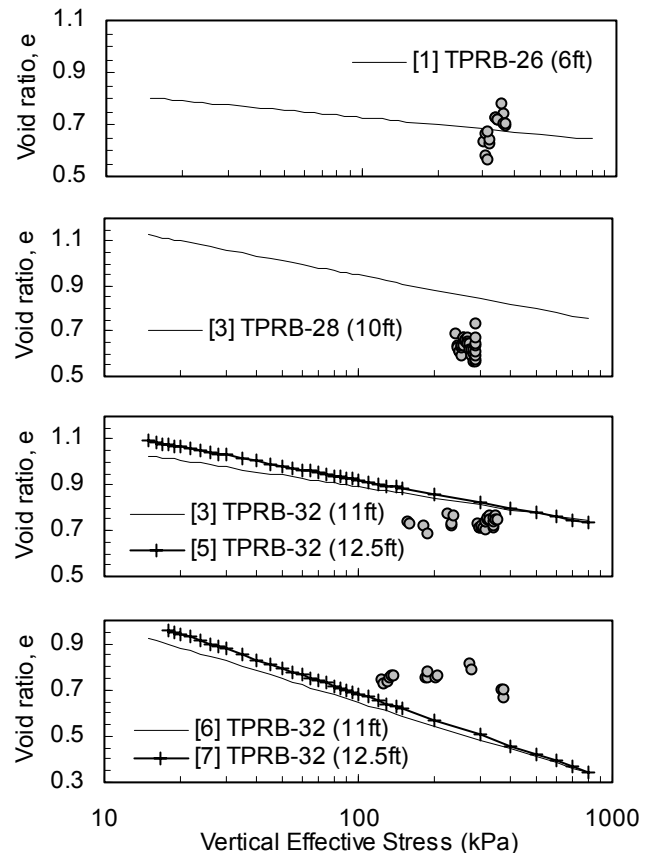 Void ratio, e
1.1
0.9
0.7
0.5
[1] TPRB-26 (6ft)
Void ratio, e
1.1
0.9
0.7
0.5
[3] TPRB-28 (10ft)
Void ratio, e
1.1
0.9
0.7
0.5
[3] TPRB-32 (11ft)
[5] TPRB-32 (12.5ft)
Void ratio, e
0.9
0.7
0.5
0.3
[6] TPRB-32 (11ft)
[7] TPRB-32 (12.5ft)
10
100
1000
Vertical Effective Stress (kPa)